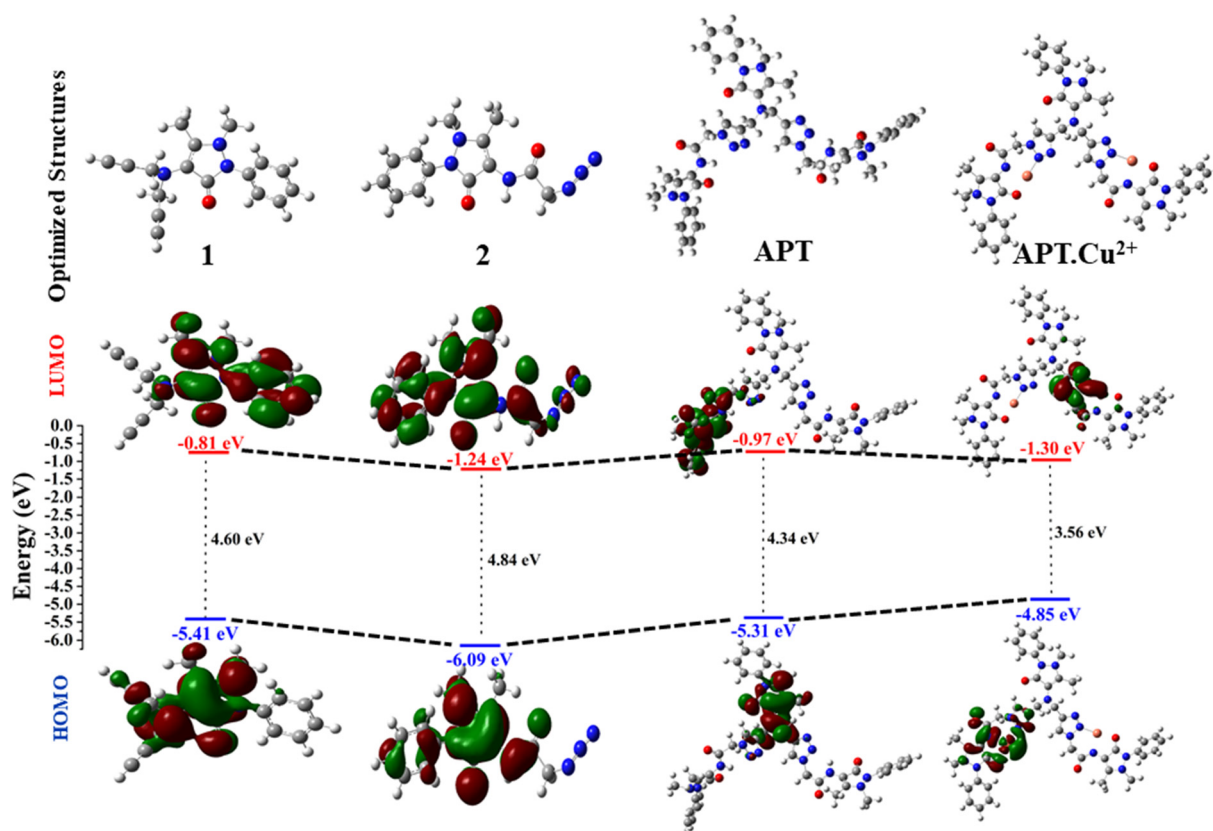 Optimized Structures
1
2
APT
APT.Cu²⁺
LUMO
-0.81 eV
-1.24 eV
-0.97 eV
-1.30 eV
Energy (eV)
0.0
-0.5
-1.0
-1.5
-2.0
-2.5
-3.0
-3.5
-4.0
-4.5
-5.0
-5.5
-6.0
4.60 eV
4.84 eV
4.34 eV
3.56 eV
-5.41 eV
-6.09 eV
-5.31 eV
-4.85 eV
HOMO